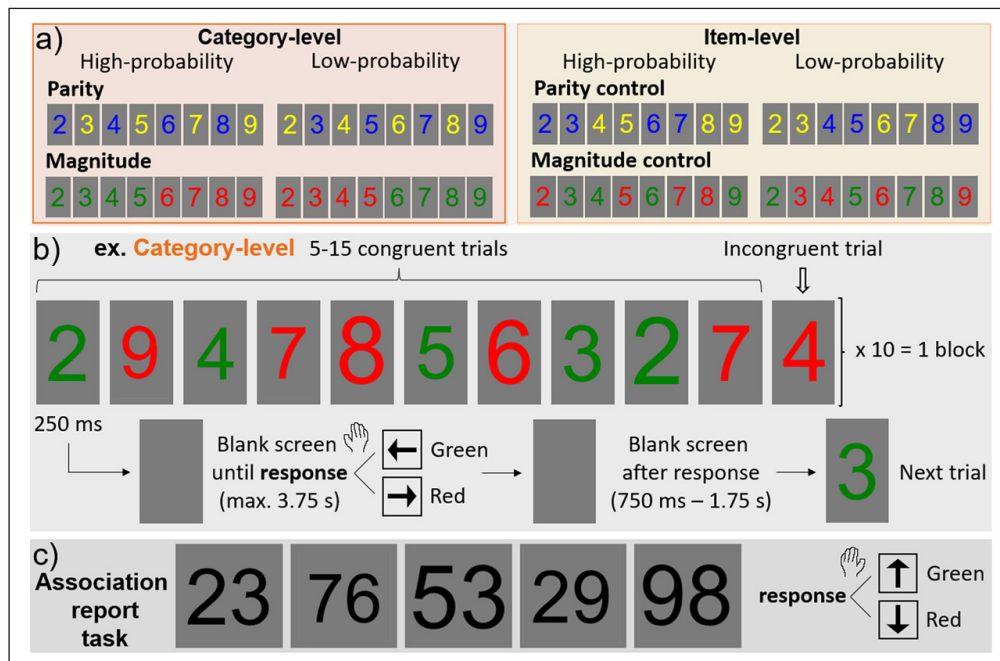 a)
Category-level
High-probability Low-probability
Parity
2 3 4 5 6 7 8 9 2 3 4 5 6 7 8 9
Magnitude
2 3 4 5 6 7 8 9 2 3 4 5 6 7 8 9
Item-level
High-probability Low-probability
Parity control
2 3 4 5 6 7 8 9 2 3 4 5 6 7 8 9
Magnitude control
2 3 4 5 6 7 8 9 2 3 4 5 6 7 8 9
b) ex. Category-level 5-15 congruent trials
Incongruent trial
2 9 4 7 8 5 6 3 2 7 4
x 10 = 1 block
250 ms
Blank screen
until response
(max. 3.75 s)
Green
Red
Blank screen
after response
(750 ms – 1.75 s)
3
Next trial
c)
Association
report
task
23 76 53 29 98
response
Green
Red